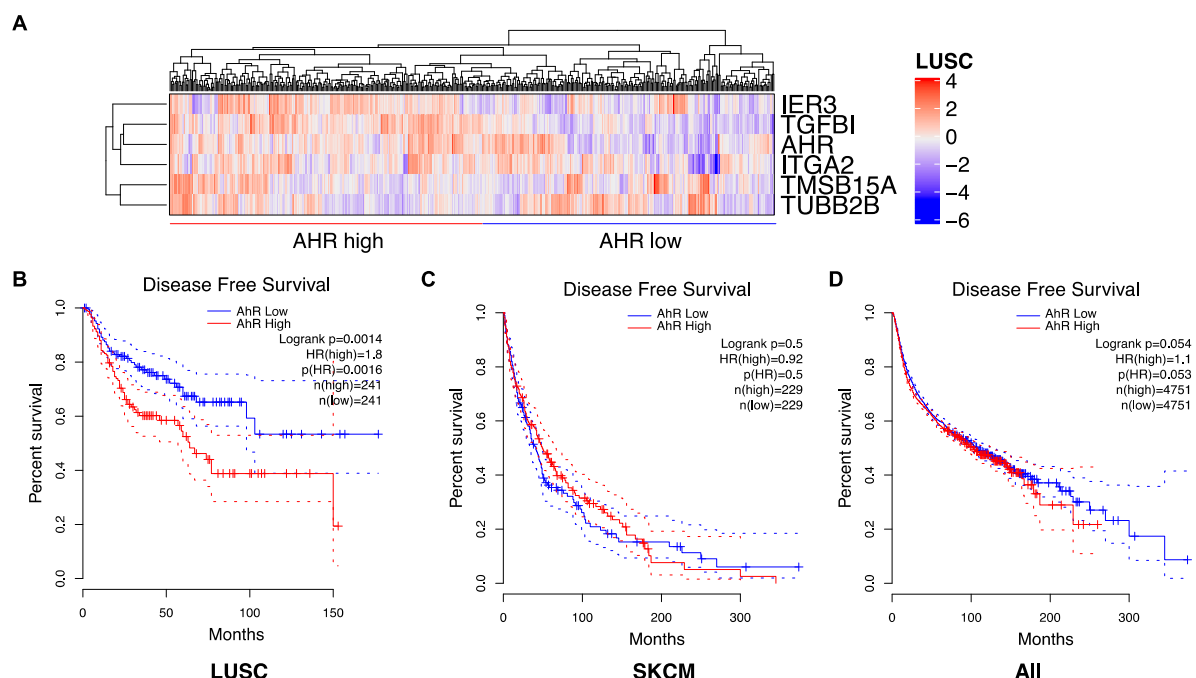 A
LUSC
4
2
0
−2
−4
−6
IER3
TGFBI
AHR
ITGA2
TMSB15A
TUBB2B
AHR high
AHR low
B
Disease Free Survival
AhR Low
AhR High
Logrank p=0.0014
HR(high)=1.8
p(HR)=0.0016
n(high)=241
n(low)=241
Percent survival
1.0
0.8
0.6
0.4
0.2
0.0
0
50
100
150
Months
LUSC
C
Disease Free Survival
AhR Low
AhR High
Logrank p=0.5
HR(high)=0.92
p(HR)=0.5
n(high)=229
n(low)=229
Percent survival
1.0
0.8
0.6
0.4
0.2
0.0
0
100
200
300
Months
SKCM
D
Disease Free Survival
AhR Low
AhR High
Logrank p=0.054
HR(high)=1.1
p(HR)=0.053
n(high)=4751
n(low)=4751
Percent survival
1.0
0.8
0.6
0.4
0.2
0.0
0
100
200
300
Months
All